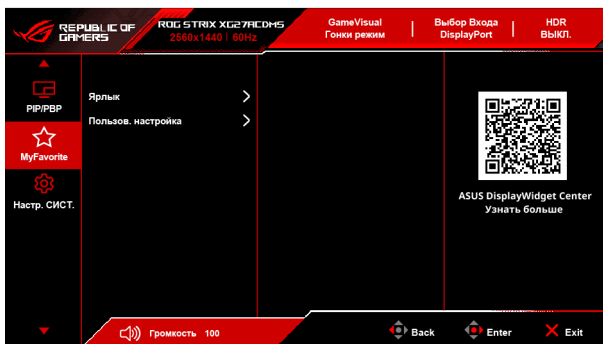 REPUBLIC OF
GAMERS
ROG STRIX XG27ACDMS
2560x1440 | 60Hz
GameVisual
Гонки режим
Выбор Входа
DisplayPort
HDR
ВЫКЛ.
PIP/PBP
MyFavorite
Настр. СИСТ.
Ярлык
Пользов. настройка
ASUS DisplayWidget Center
Узнать больше
Громкость 100
Back
Enter
Exit